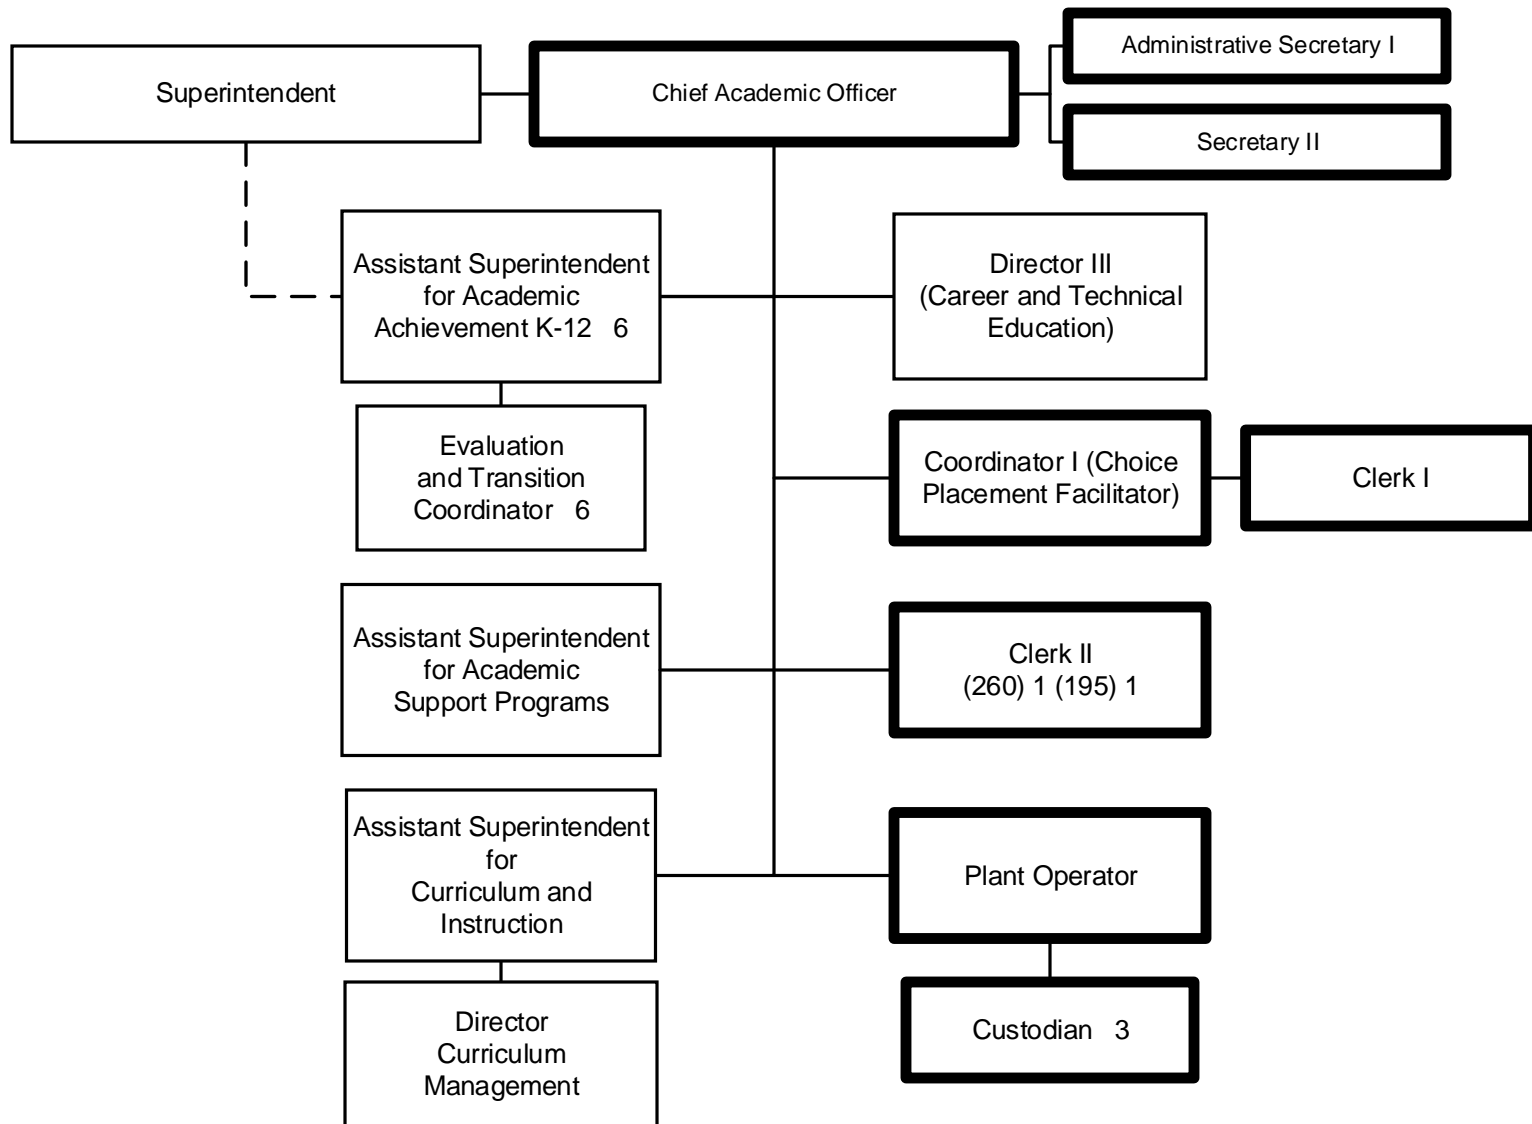 Superintendent
Chief Academic Officer
Administrative Secretary I
Secretary II
Assistant Superintendent
for Academic
Achievement K-12 6
Director III
(Career and Technical
Education)
Evaluation
and Transition
Coordinator 6
Coordinator I (Choice
Placement Facilitator)
Clerk I
Assistant Superintendent
for Academic
Support Programs
Clerk II
(260) 1 (195) 1
Assistant Superintendent
for
Curriculum and
Instruction
Plant Operator
Director
Curriculum
Management
Custodian 3